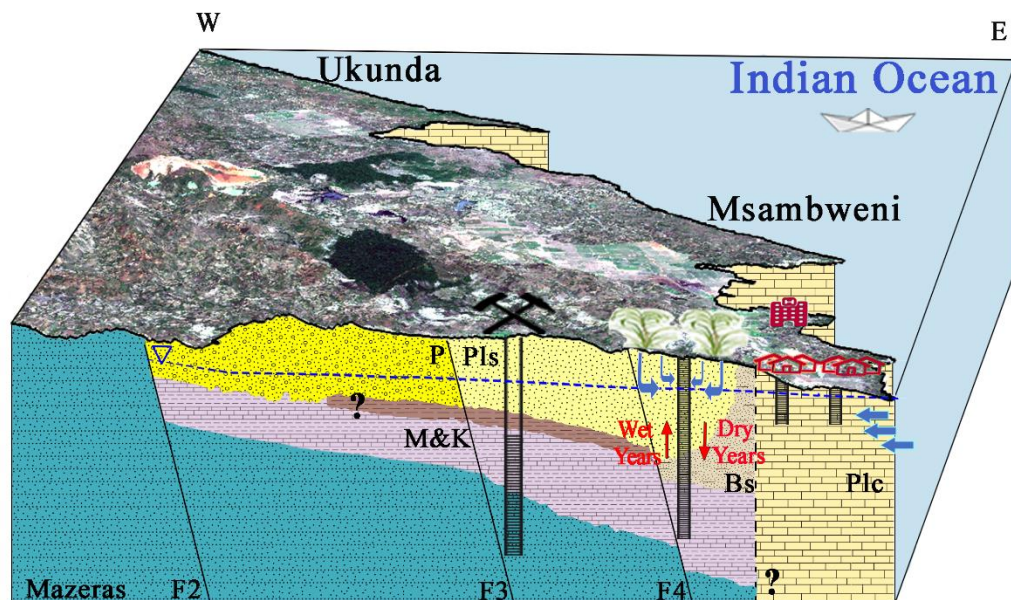 W
E
Ukunda
Indian Ocean
Msambweni
P
Pls
?
M&K
Wet
Years
Dry
Years
Bs
Plc
Mazeras
F2
F3
F4
?